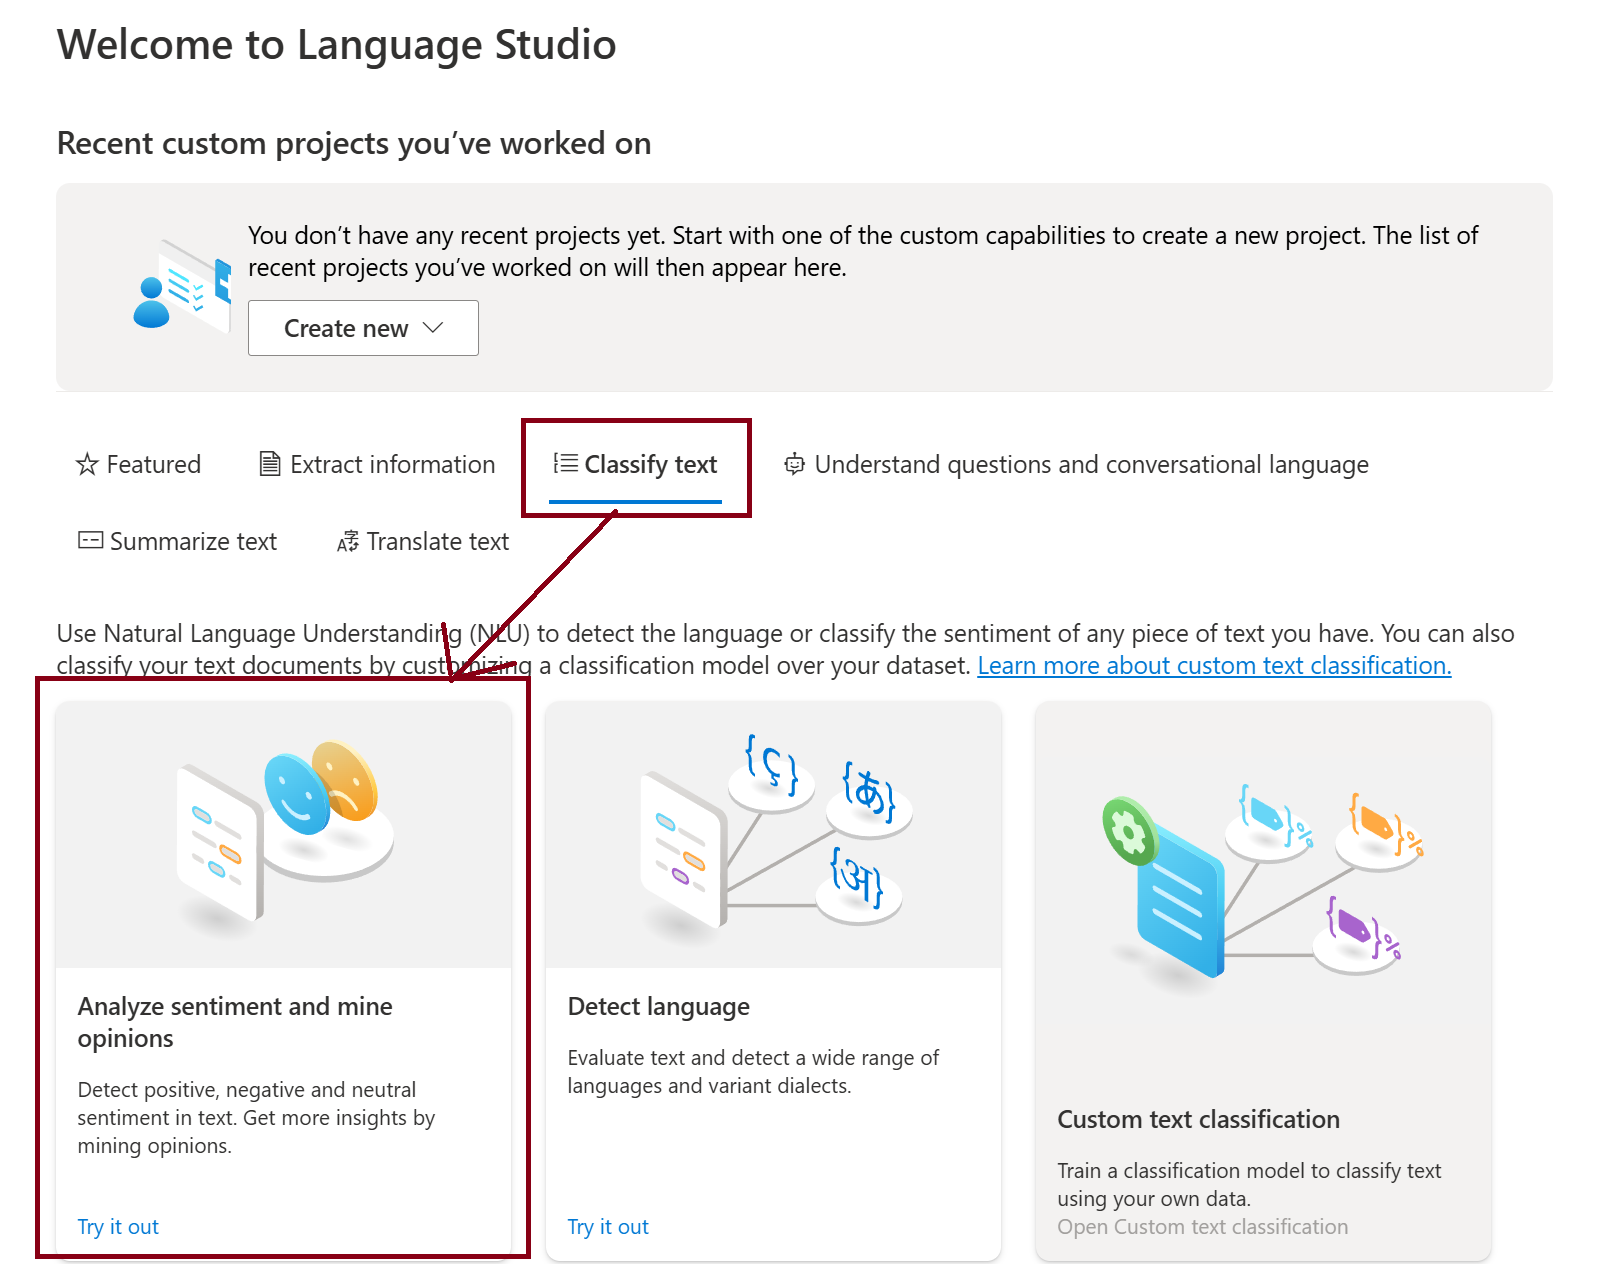 Welcome to Language Studio
Recent custom projects you’ve worked on
You don’t have any recent projects yet. Start with one of the custom capabilities to create a new project. The list of
recent projects you’ve worked on will then appear here.
Create new
Featured
Extract information
Classify text
Understand questions and conversational language
Summarize text
Translate text
Use Natural Language Understanding (NLU) to detect the language or classify the sentiment of any piece of text you have. You can also
classify your text documents by customizing a classification model over your dataset. Learn more about custom text classification.
{ç}
{あ}
{अ}
%
%
%
Analyze sentiment and mine
opinions
Detect positive, negative and neutral
sentiment in text. Get more insights by
mining opinions.
Try it out
Detect language
Evaluate text and detect a wide range of
languages and variant dialects.
Try it out
Custom text classification
Train a classification model to classify text
using your own data.
Open Custom text classification